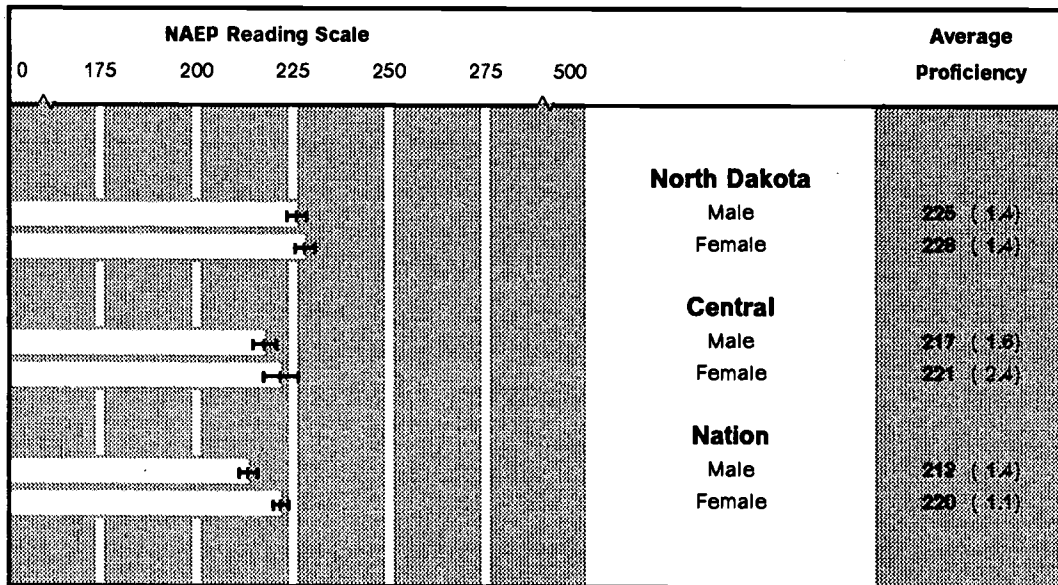 NAEP Reading Scale
Average
Proficiency
0 175 200 225 250 275 500
North Dakota
Male 225 ( 1.4)
Female 228 ( 1.4)
Central
Male 217 ( 1.6)
Female 221 ( 2.4)
Nation
Male 212 ( 1.4)
Female 220 ( 1.1)